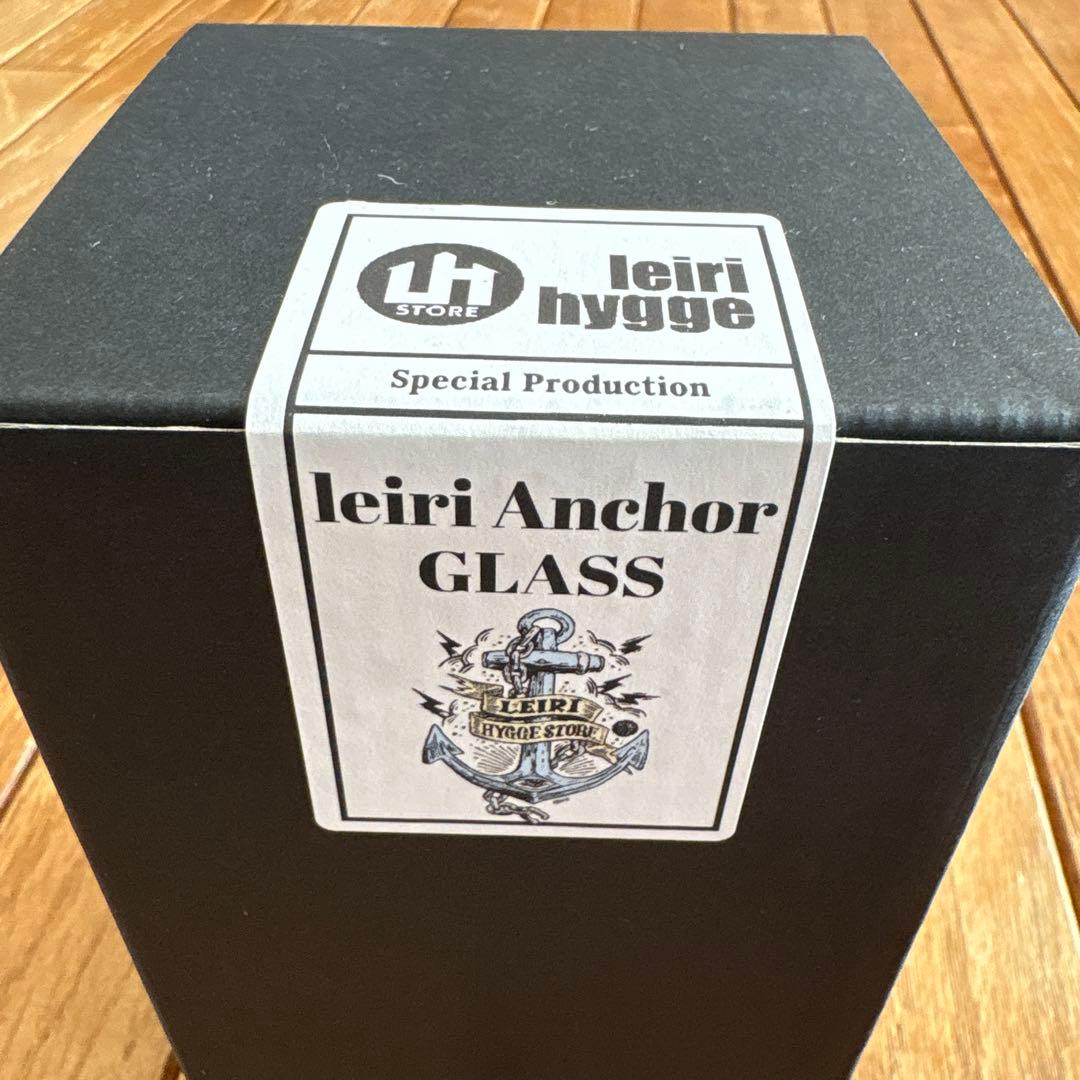 LH
STORE
leiri
hygge
Special Production
leiri Anchor
GLASS
LEIRI
HYGGE STORE